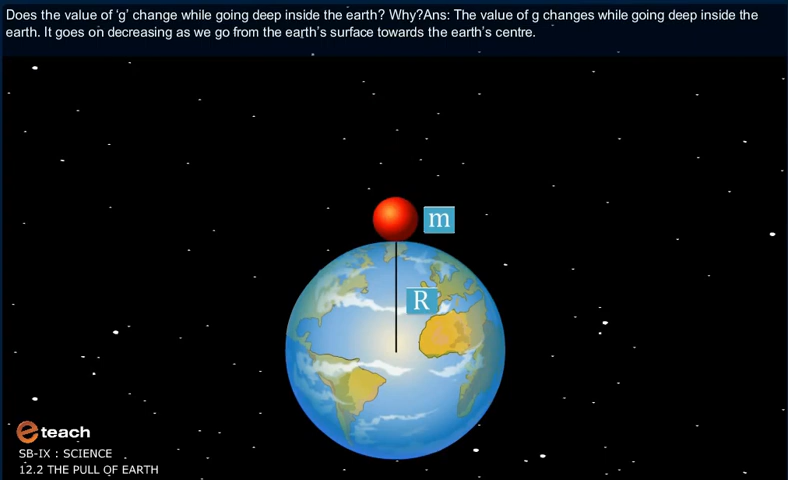 Does the value of ‘g’ change while going deep inside the earth? Why?Ans: The value of g changes while going deep inside the
earth. It goes on decreasing as we go from the earth’s surface towards the earth’s centre.
m
R
e teach
SB-IX : SCIENCE
12.2 THE PULL OF EARTH